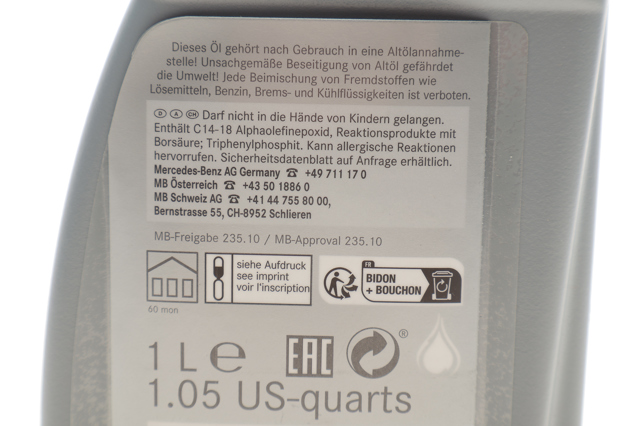 Dieses Öl gehört nach Gebrauch in eine Altölannahme-
stelle! Unsachgemäße Beseitigung von Altöl gefährdet
die Umwelt! Jede Beimischung von Fremdstoffen wie
Lösemitteln, Benzin, Brems- und Kühlflüssigkeiten ist verboten.
D A CH Darf nicht in die Hände von Kindern gelangen.
Enthält C14-18 Alphaolefinepoxid, Reaktionsprodukte mit
Borsäure; Triphenylphosphit. Kann allergische Reaktionen
hervorrufen. Sicherheitsdatenblatt auf Anfrage erhältlich.
Mercedes-Benz AG Germany ☎ +49 711 17 0
MB Österreich ☎ +43 50 1886 0
MB Schweiz AG ☎ +41 44 755 80 00,
Bernstrasse 55, CH-8952 Schlieren
MB-Freigabe 235.10 / MB-Approval 235.10
siehe Aufdruck
see imprint
voir l'inscription
FR
BIDON
+ BOUCHON
60 mon
1 L ℮ EAC ®
1.05 US-quarts